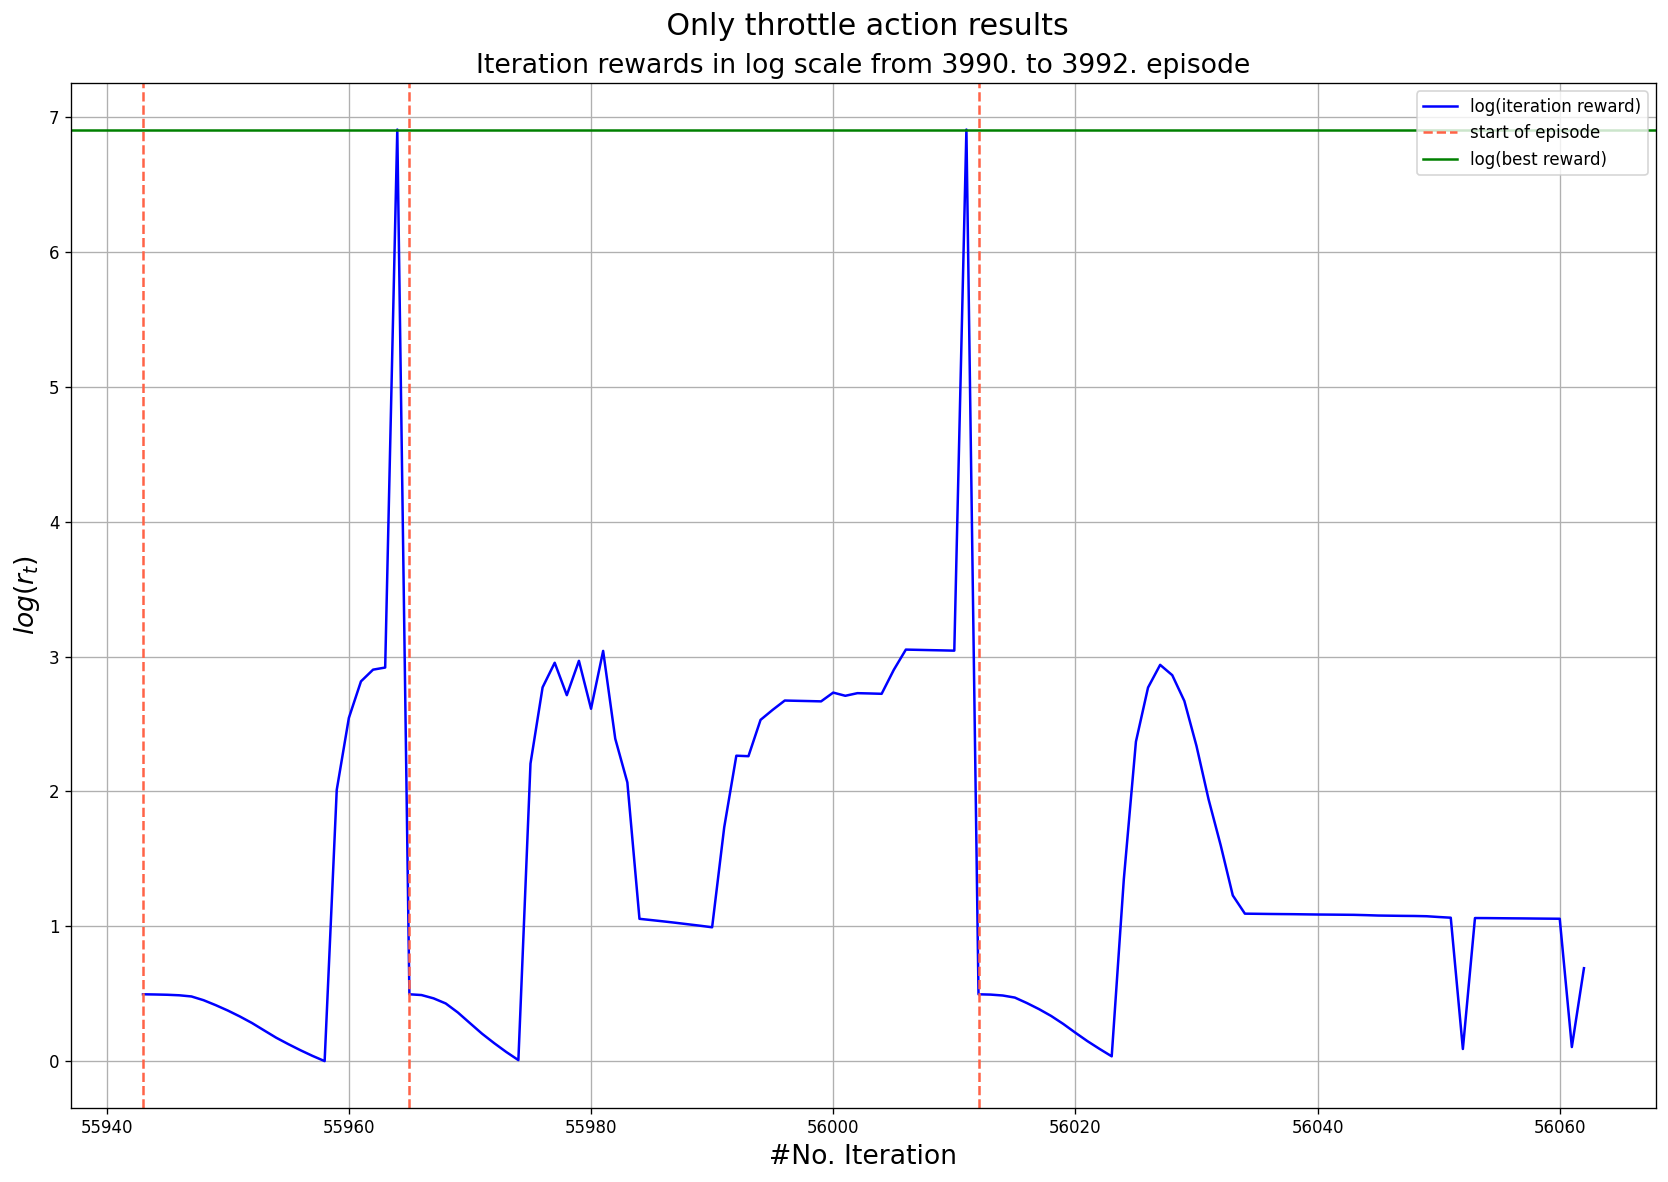 Only throttle action results
Iteration rewards in log scale from 3990. to 3992. episode
7
6
5
4
3
2
1
0
log(r_t)
log(iteration reward)
start of episode
log(best reward)
55940 55960 55980 56000 56020 56040 56060
#No. Iteration